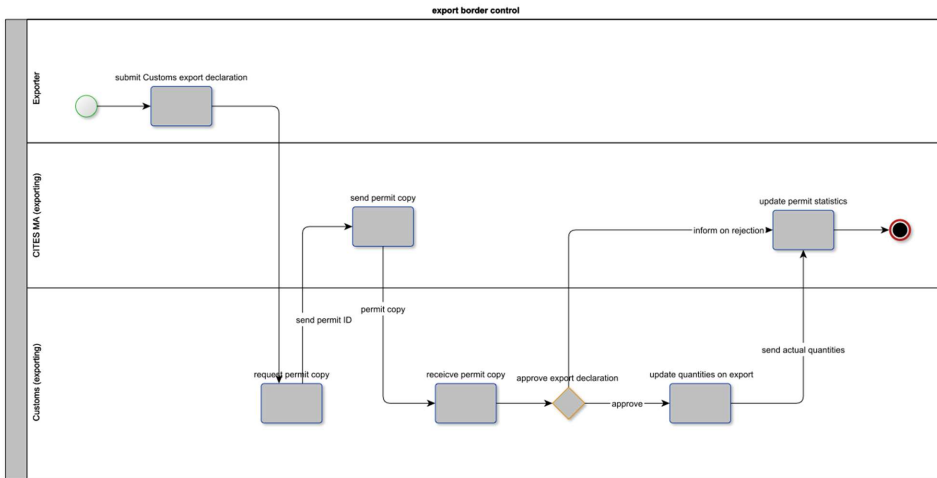 export border control
Exporter
submit Customs export declaration
CITES MA (exporting)
send permit copy
update permit statistics
inform on rejection
Customs (exporting)
permit copy
send permit ID
send actual quantities
request permit copy
receicve permit copy
approve export declaration
update quantities on export
approve